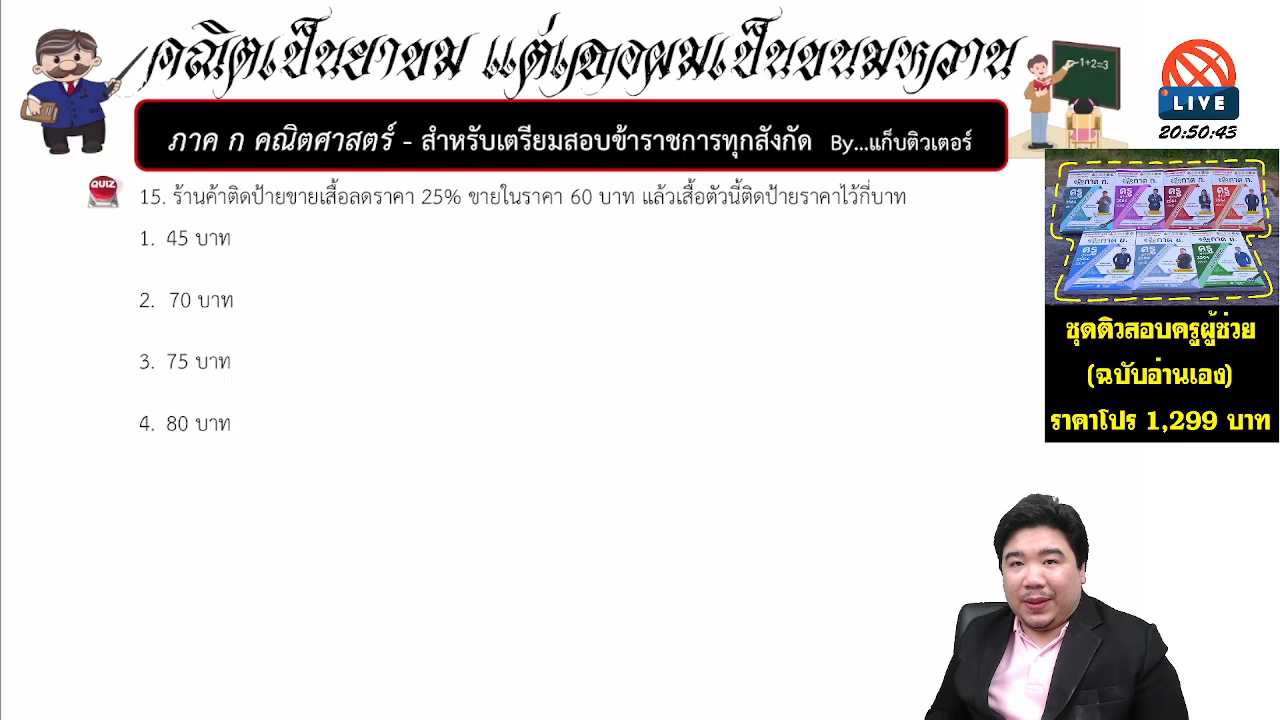 คณิตเป็นยาขม แต่เจอผมเป็นขนมหวาน
1+2=3
LIVE
20:50:43
ภาค ก คณิตศาสตร์ - สำหรับเตรียมสอบข้าราชการทุกสังกัด By...แก็บติวเตอร์
QUIZ
15. ร้านค้าติดป้ายขายเสื้อลดราคา 25% ขายในราคา 60 บาท แล้วเสื้อตัวนี้ติดป้ายราคาไว้กี่บาท
1. 45 บาท
2. 70 บาท
3. 75 บาท
4. 80 บาท
ชุดติวสอบครูผู้ช่วย
(ฉบับอ่านเอง)
ราคาโปร 1,299 บาท